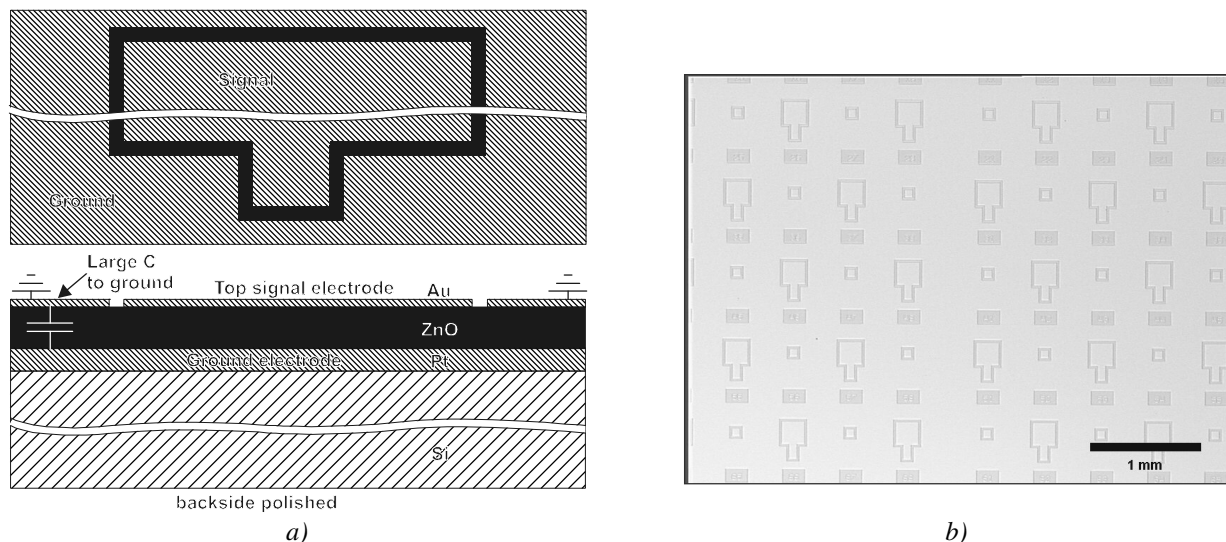 Signal
Ground
Large C
to ground
Top signal electrode
Au
ZnO
Ground electrode
Pt
Si
backside polished
1 mm
a)
b)